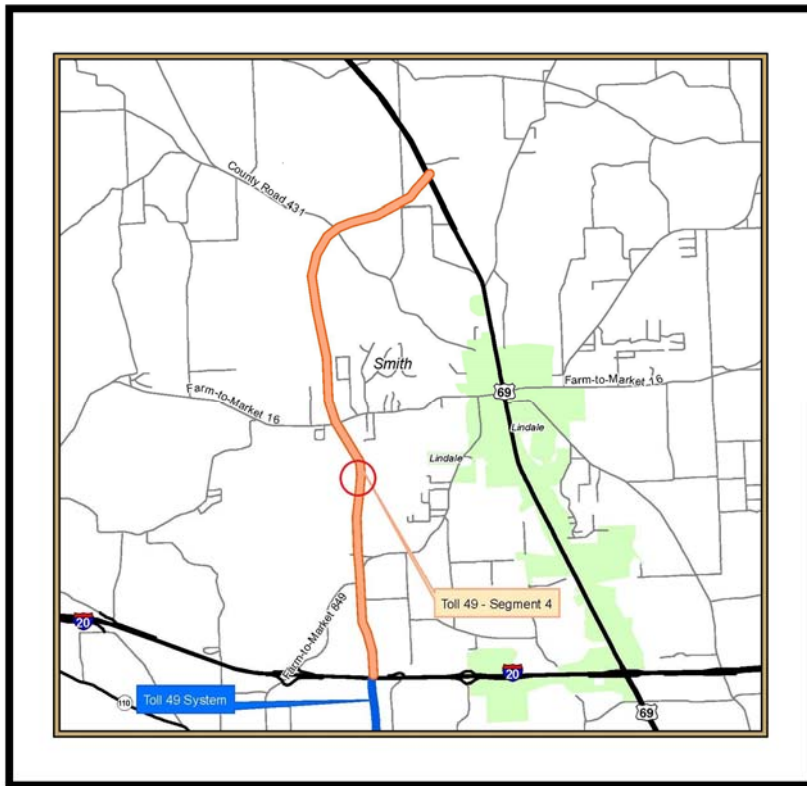 County Road 431
Smith
Farm-to-Market 16
Farm-to-Market 16
69
Lindale
Lindale
Toll 49 - Segment 4
Farm-to-Market 849
20
20
110
Toll 49 System
69